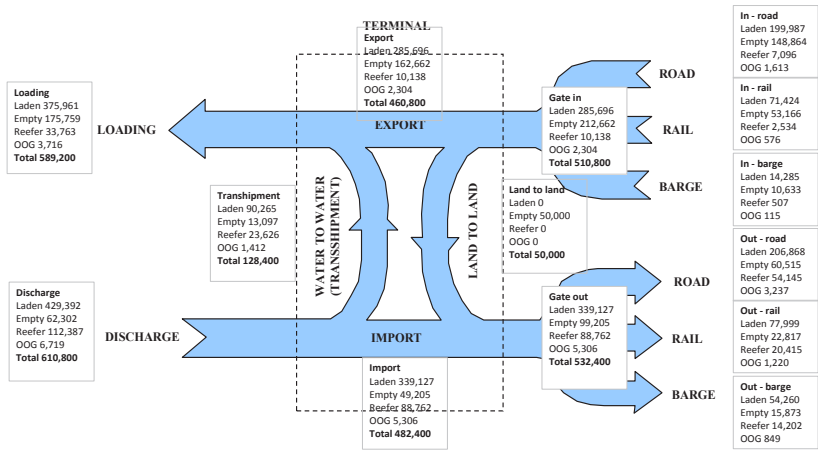 TERMINAL
Export
Laden 285,696
Empty 162,662
Reefer 10,138
OOG 2,304
Total 460,800
In - road
Laden 199,987
Empty 148,864
Reefer 7,096
OOG 1,613
ROAD
Loading
Laden 375,961
Empty 175,759
Reefer 33,763
OOG 3,716
Total 589,200
LOADING
EXPORT
Gate in
Laden 285,696
Empty 212,662
Reefer 10,138
OOG 2,304
Total 510,800
RAIL
In - rail
Laden 71,424
Empty 53,166
Reefer 2,534
OOG 576
BARGE
In - barge
Laden 14,285
Empty 10,633
Reefer 507
OOG 115
Transhipment
Laden 90,265
Empty 13,097
Reefer 23,626
OOG 1,412
Total 128,400
WATER TO WATER
(TRANSSHIPMENT)
LAND TO LAND
Land to land
Laden 0
Empty 50,000
Reefer 0
OOG 0
Total 50,000
Out - road
Laden 206,868
Empty 60,515
Reefer 54,145
OOG 3,237
ROAD
Discharge
Laden 429,392
Empty 62,302
Reefer 112,387
OOG 6,719
Total 610,800
DISCHARGE
IMPORT
Gate out
Laden 339,127
Empty 99,205
Reefer 88,762
OOG 5,306
Total 532,400
RAIL
Out - rail
Laden 77,999
Empty 22,817
Reefer 20,415
OOG 1,220
Import
Laden 339,127
Empty 49,205
Reefer 88,762
OOG 5,306
Total 482,400
BARGE
Out - barge
Laden 54,260
Empty 15,873
Reefer 14,202
OOG 849